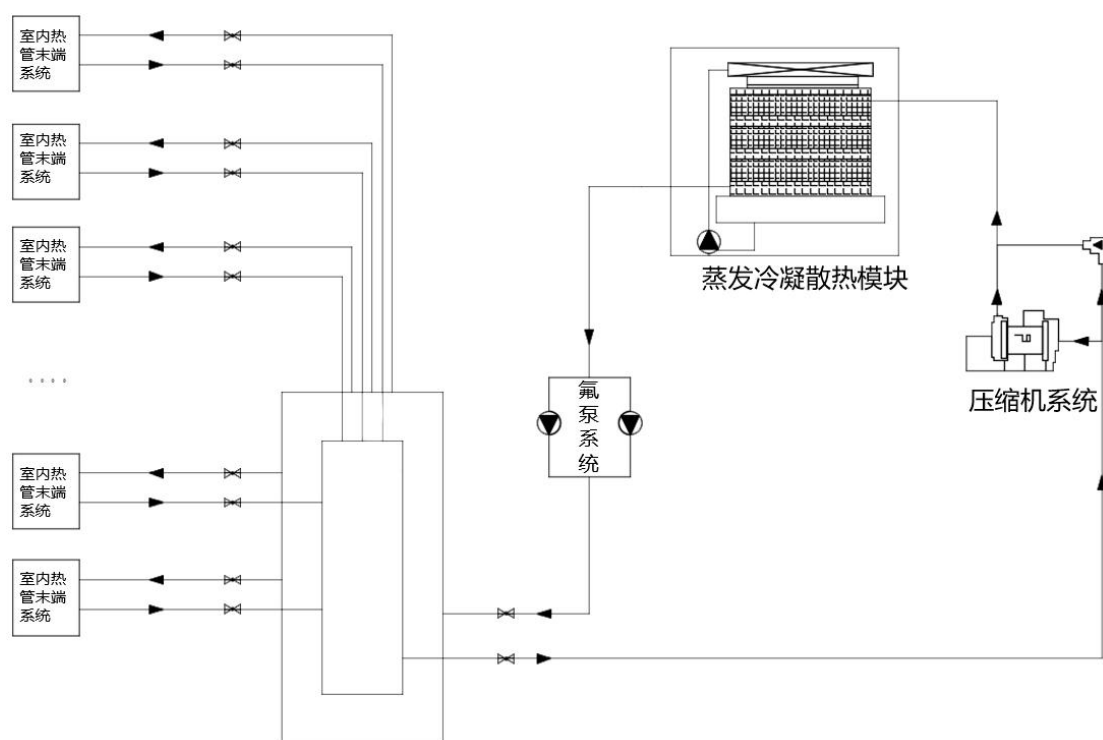 室内热
管末端
系统
室内热
管末端
系统
室内热
管末端
系统
蒸发冷凝散热模块
氟
泵
系
统
压缩机系统
室内热
管末端
系统
室内热
管末端
系统